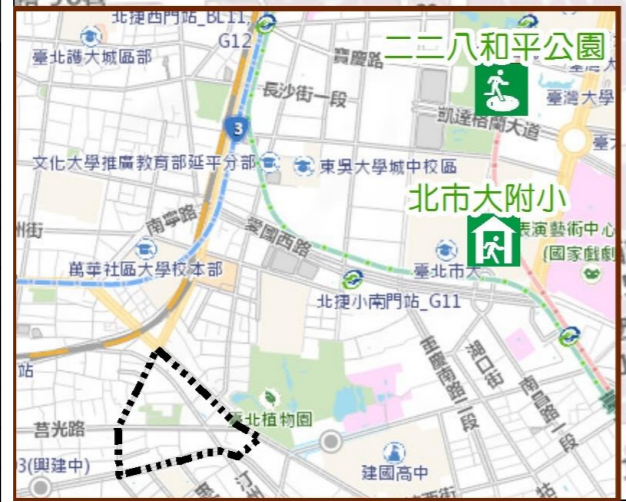 北捷西門站_BL11,
G12
臺北護大城區部
寶慶路
二二八和平公園
長沙街一段
臺灣大學
凱達格蘭大道
3
文化大學推廣教育部延平分部
東吳大學城中校區
北市大附小
南寧路
州街
愛國西路
表演藝術中心
(國家戲劇
萬華社區大學校本部
臺北市大
北捷小南門站_G11
站
重慶南路二段
湖口街
南昌路一段
臺北植物園
莒光路
3(興建中)
汀州
建國高中
西街